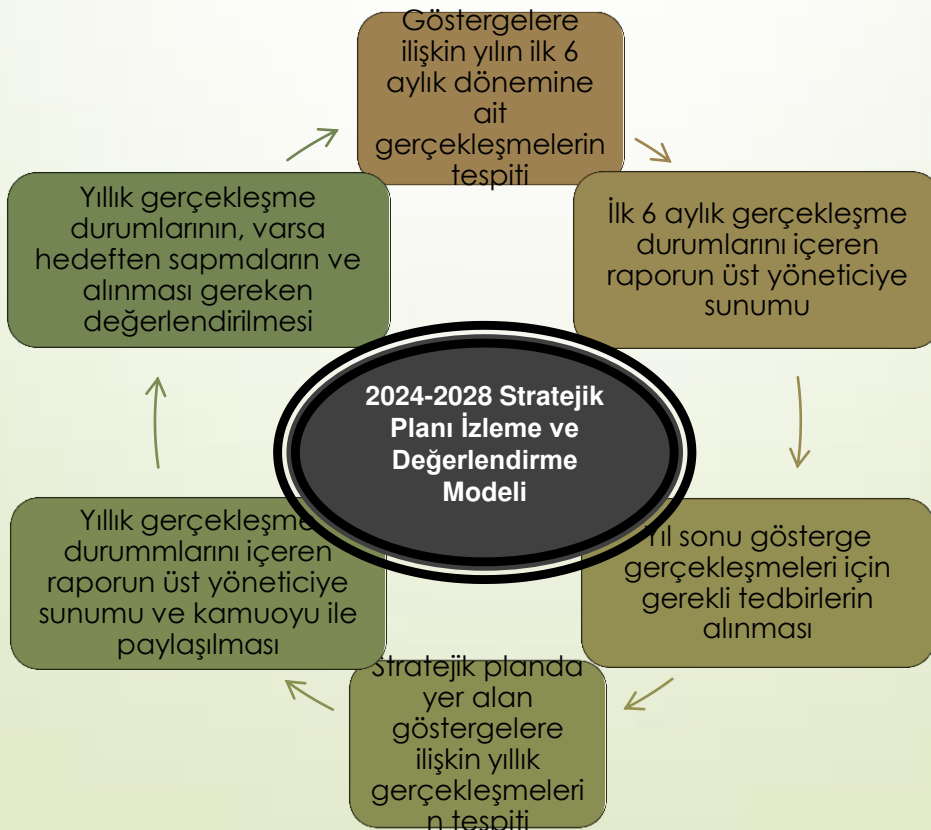 Göstergelere
ilişkin yılın ilk 6
aylık dönemine
ait
gerçekleşmelerin
tespiti
İlk 6 aylık gerçekleşme
durumlarını içeren
raporun üst yöneticiye
sunumu
Yıl sonu gösterge
gerçekleşmeleri için
gerekli tedbirlerin
alınması
Stratejik planda
yer alan
göstergelere
ilişkin yıllık
gerçekleşmeleri
n tespiti
Yıllık gerçekleşme
durummlarını içeren
raporun üst yöneticiye
sunumu ve kamuoyu ile
paylaşılması
Yıllık gerçekleşme
durumlarının, varsa
hedeften sapmaların ve
alınması gereken
değerlendirilmesi
2024-2028 Stratejik
Planı İzleme ve
Değerlendirme
Modeli